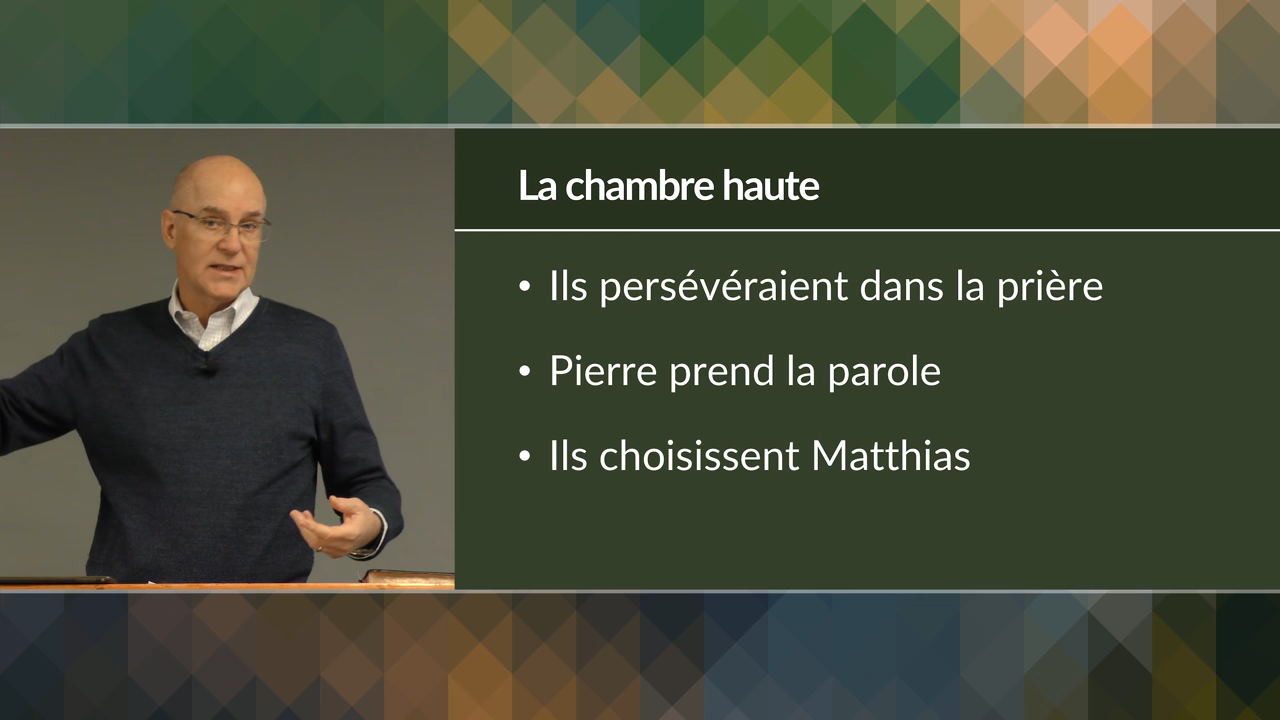 La chambre haute
• Ils persévéraient dans la prière
• Pierre prend la parole
• Ils choisissent Matthias